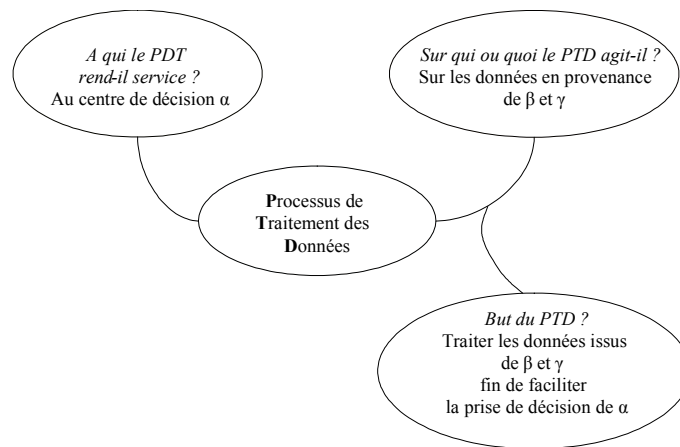 A qui le PDT
rend-il service ?
Au centre de décision α
Sur qui ou quoi le PTD agit-il ?
Sur les données en provenance
de β et γ
Processus de
Traitement des
Données
But du PTD ?
Traiter les données issus
de β et γ
fin de faciliter
la prise de décision de α